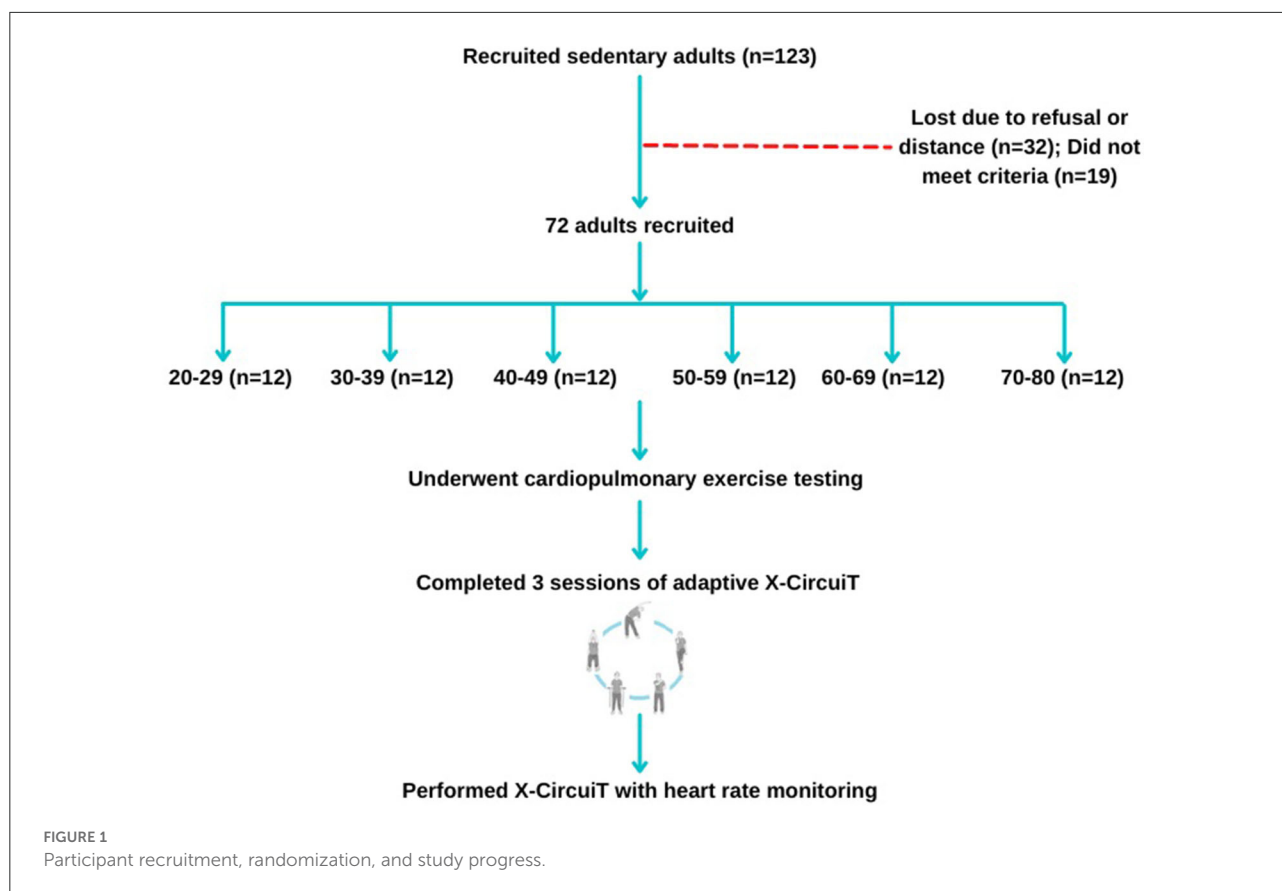 Recruited sedentary adults (n=123)
Lost due to refusal or
distance (n=32); Did not
meet criteria (n=19)
72 adults recruited
20-29 (n=12) 30-39 (n=12) 40-49 (n=12) 50-59 (n=12) 60-69 (n=12) 70-80 (n=12)
Underwent cardiopulmonary exercise testing
Completed 3 sessions of adaptive X-CircuiT
Performed X-CircuiT with heart rate monitoring
FIGURE 1
Participant recruitment, randomization, and study progress.